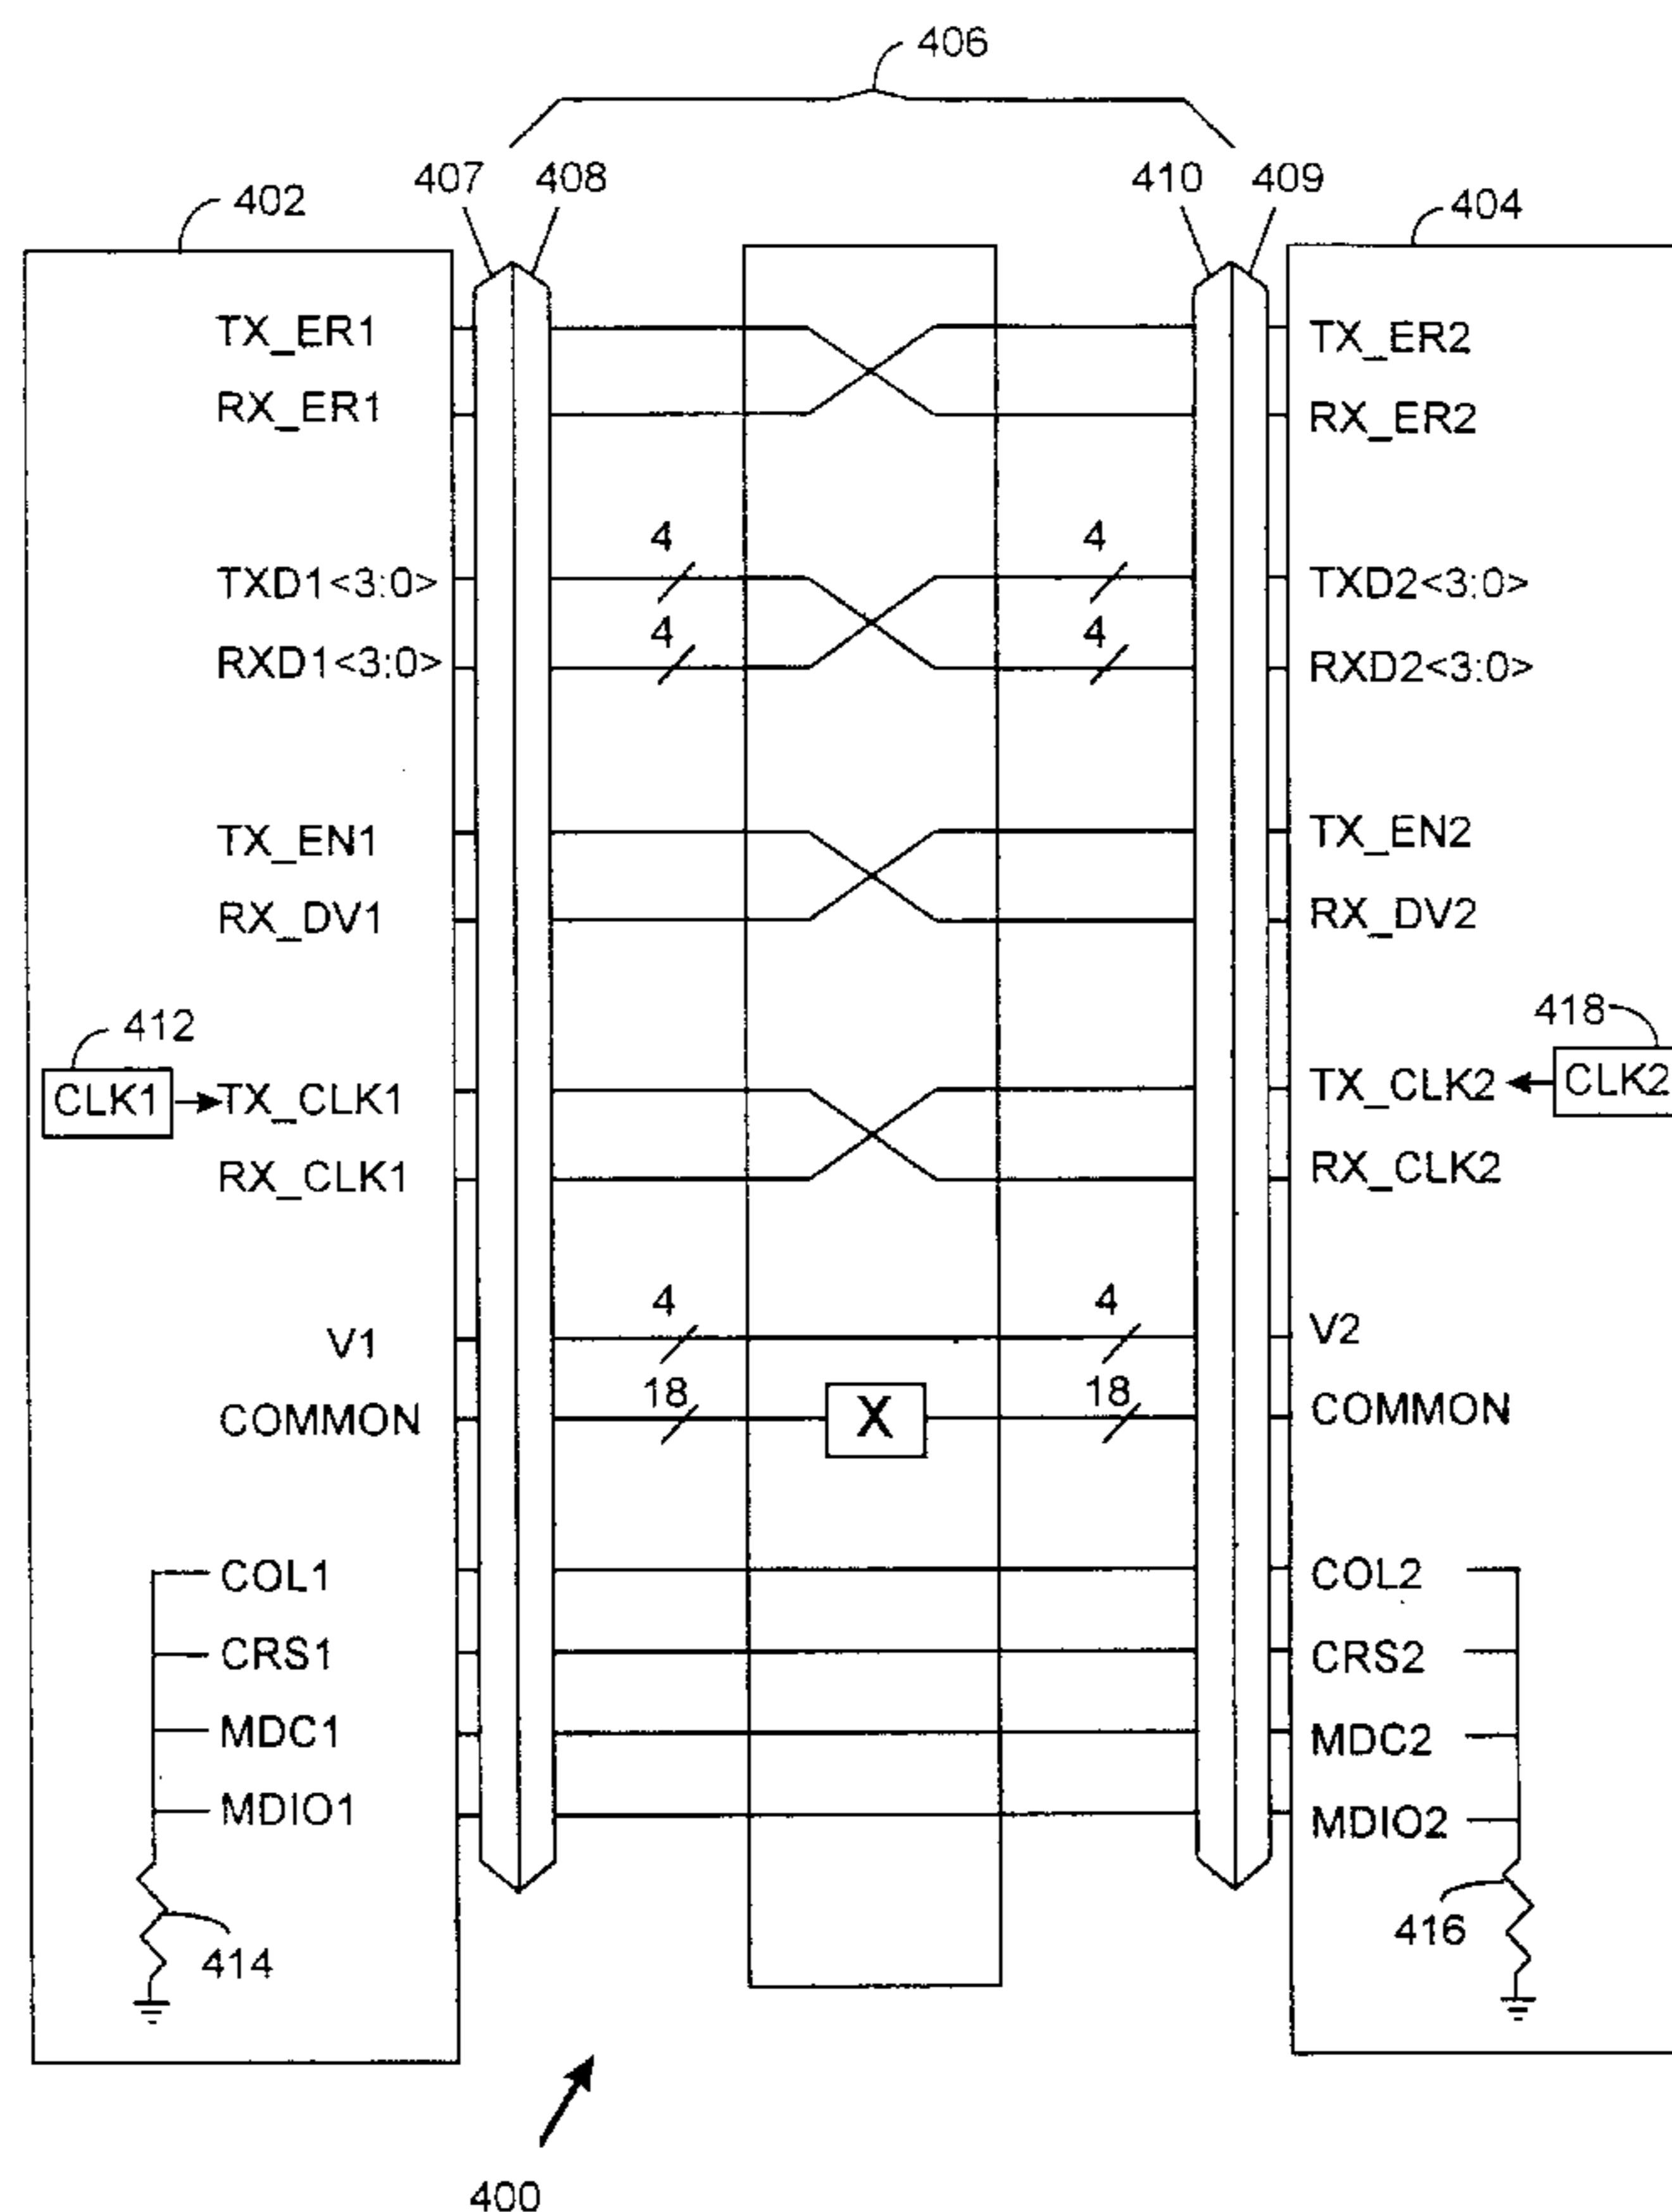 406
407 408 410 409
402 404
TX_ER1 TX_ER2
RX_ER1 RX_ER2
4 4
TXD1<3:0> TXD2<3:0>
4 4
RXD1<3:0> RXD2<3:0>
TX_EN1 TX_EN2
RX_DV1 RX_DV2
412 418
CLK1 TX_CLK1 TX_CLK2 CLK2
RX_CLK1 RX_CLK2
4 4
V1 V2
18 18
COMMON X COMMON
COL1 COL2
CRS1 CRS2
MDC1 MDC2
MDIO1 MDIO2
414 416
400